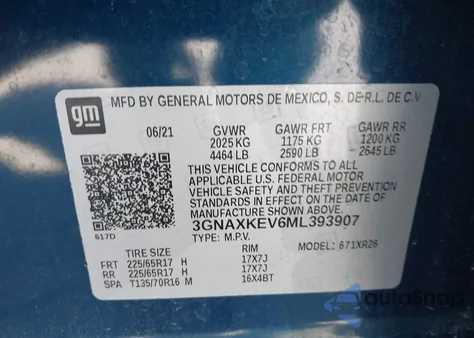 gm
MFD BY GENERAL MOTORS DE MEXICO, S. DE R.L. DE C.V
06/21 GVWR GAWR FRT GAWR RR
2025 KG 1175 KG 1200 KG
4464 LB 2590 LB 2645 LB
THIS VEHICLE CONFORMS TO ALL
APPLICABLE U.S. FEDERAL MOTOR
VEHICLE SAFETY AND THEFT PREVENTION
STANDARDS IN EFFECT ON THE DATE OF
MANUFACTURE SHOWN ABOVE.
3GNAXKEV6ML393907
617D
TYPE: M.P.V. MODEL: 671XR26
TIRE SIZE RIM
FRT 225/65R17 H 17X7J
RR 225/65R17 H 17X7J
SPA T135/70R16 M 16X4BT
autoSnap